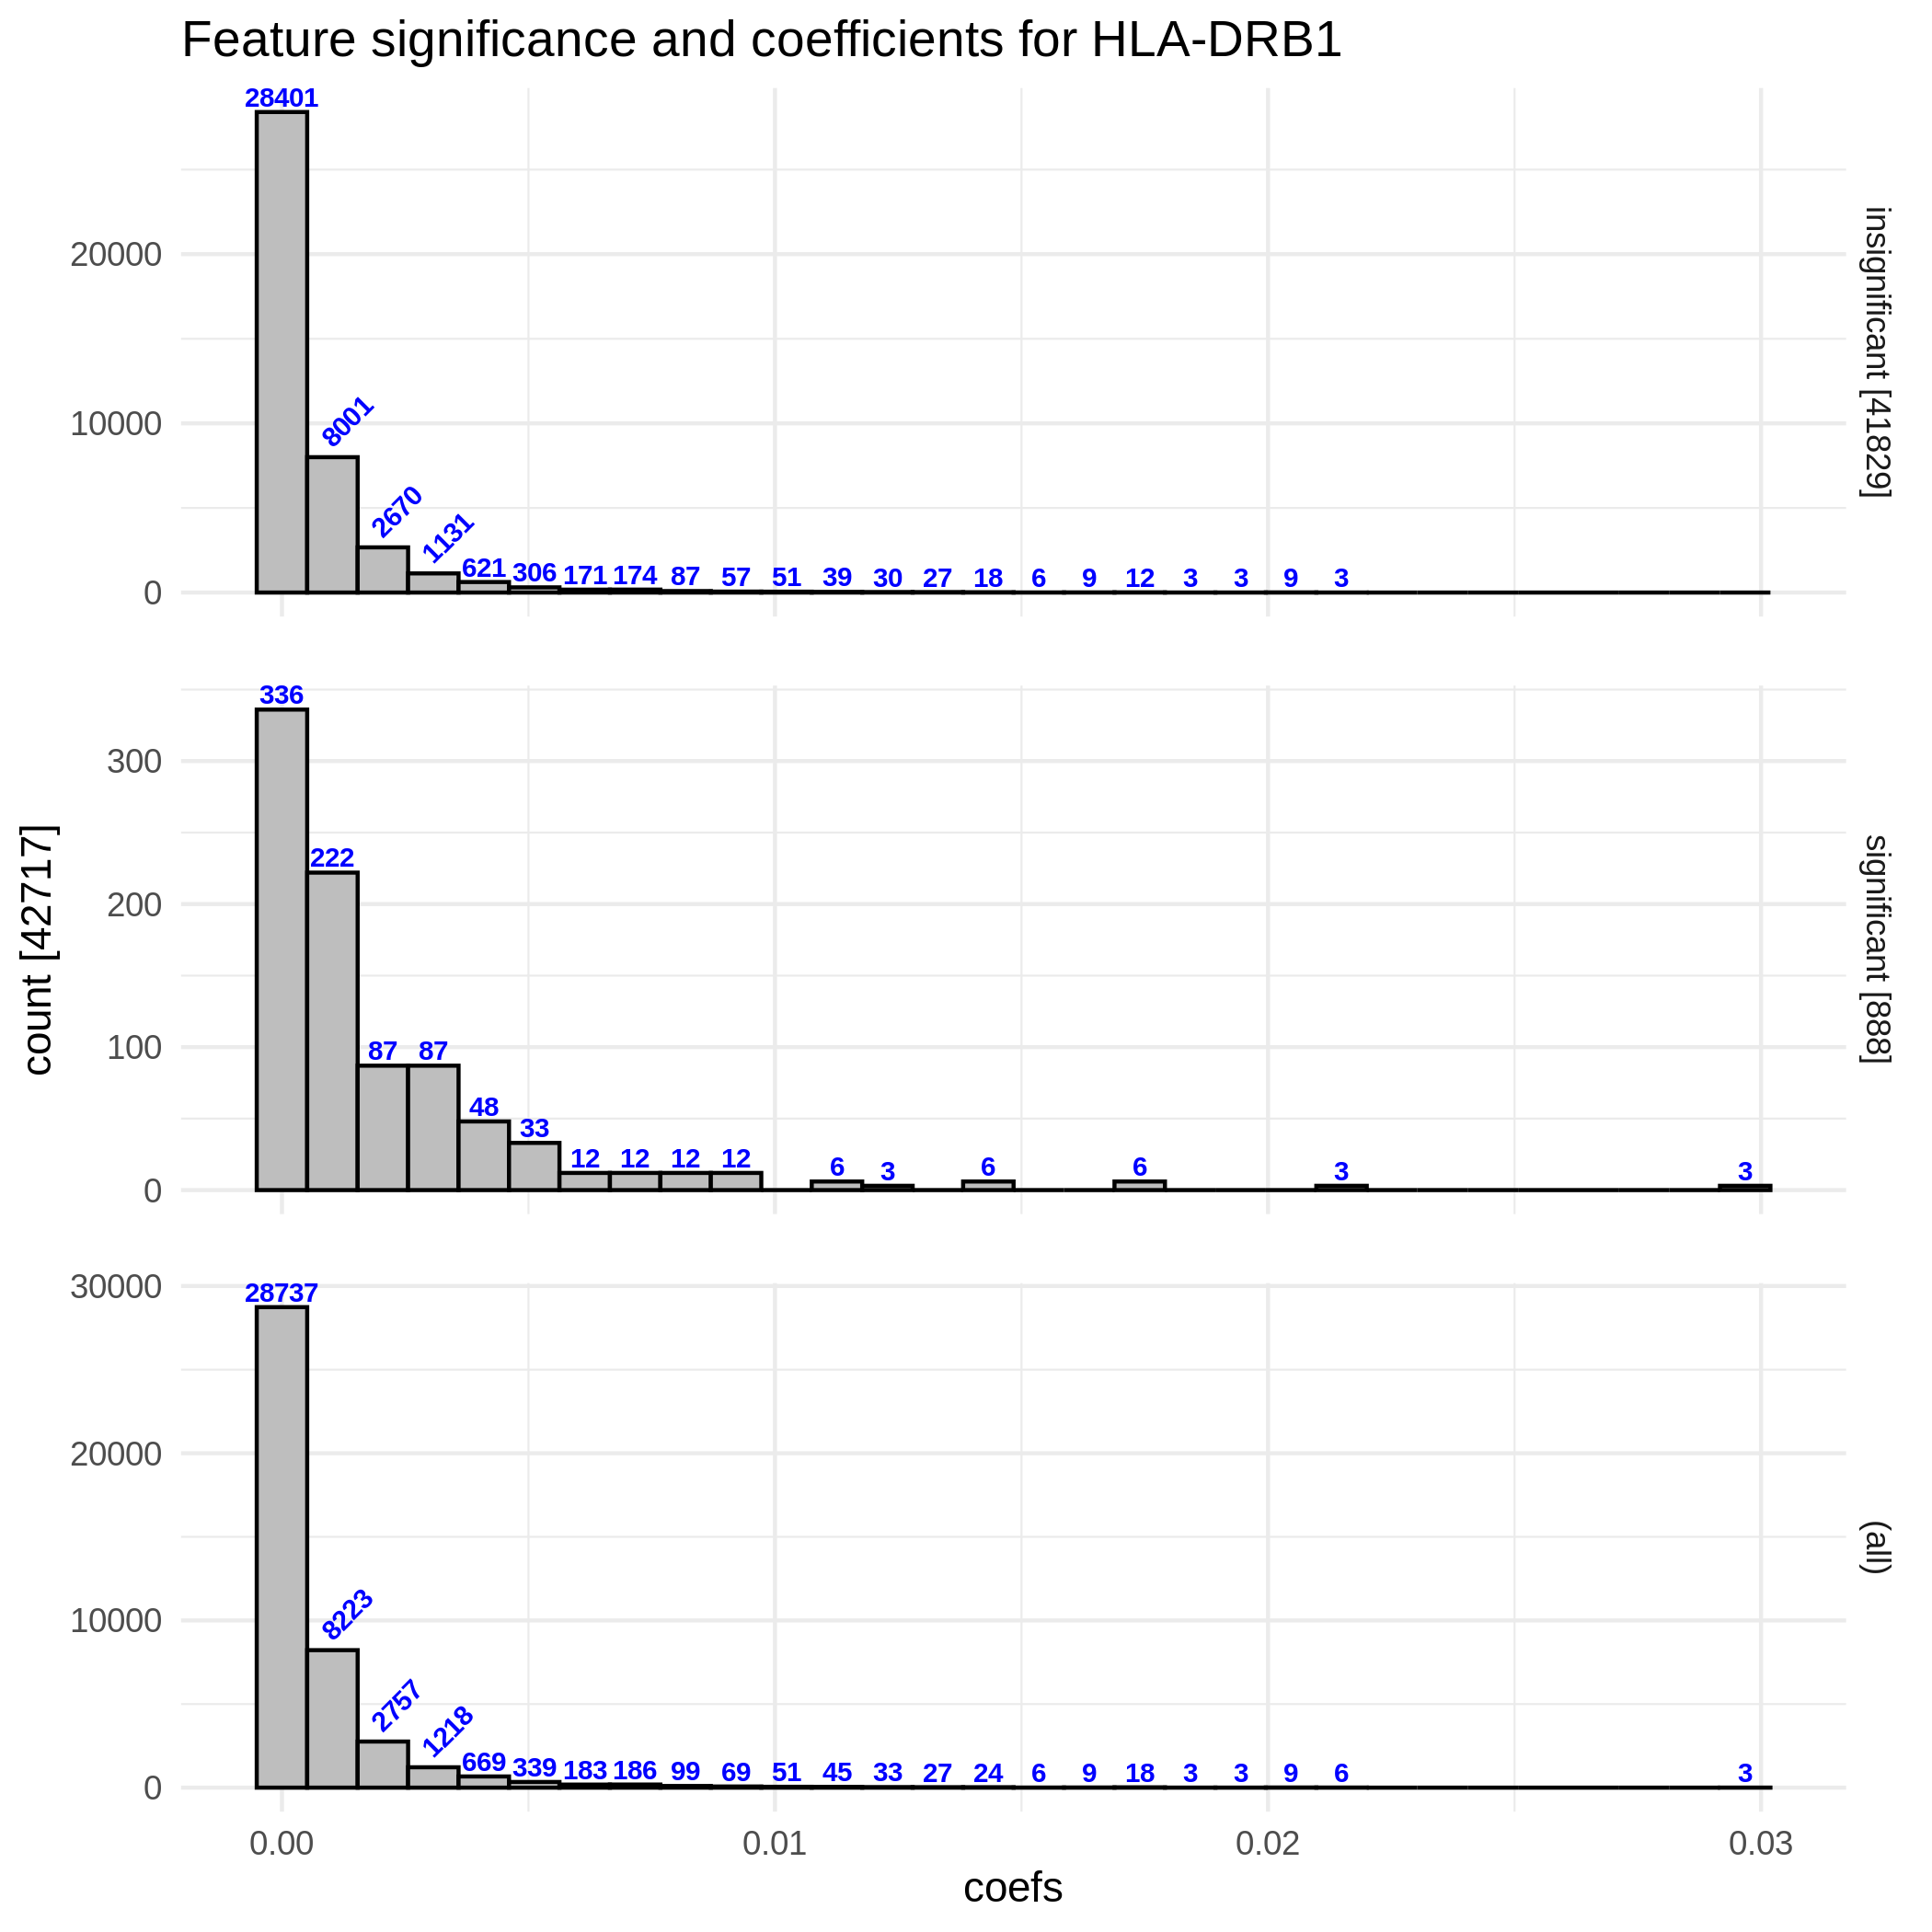 Feature significance and coefficients for HLA-DRB1
28401
8001
2670
1131
621 306 171 174 87 57 51 39 30 27 18 6 9 12 3 3 9 3
20000
10000
0
insignificant [41829]
336
222
87 87
48
33
12 12 12 12
6 3 6 6 3 3
300
200
100
0
significant [888]
count [42717]
28737
8223
2757
1218
669 339 183 186 99 69 51 45 33 27 24 6 9 18 3 3 9 6 3
30000
20000
10000
0
(all)
0.00 0.01 0.02 0.03
coefs